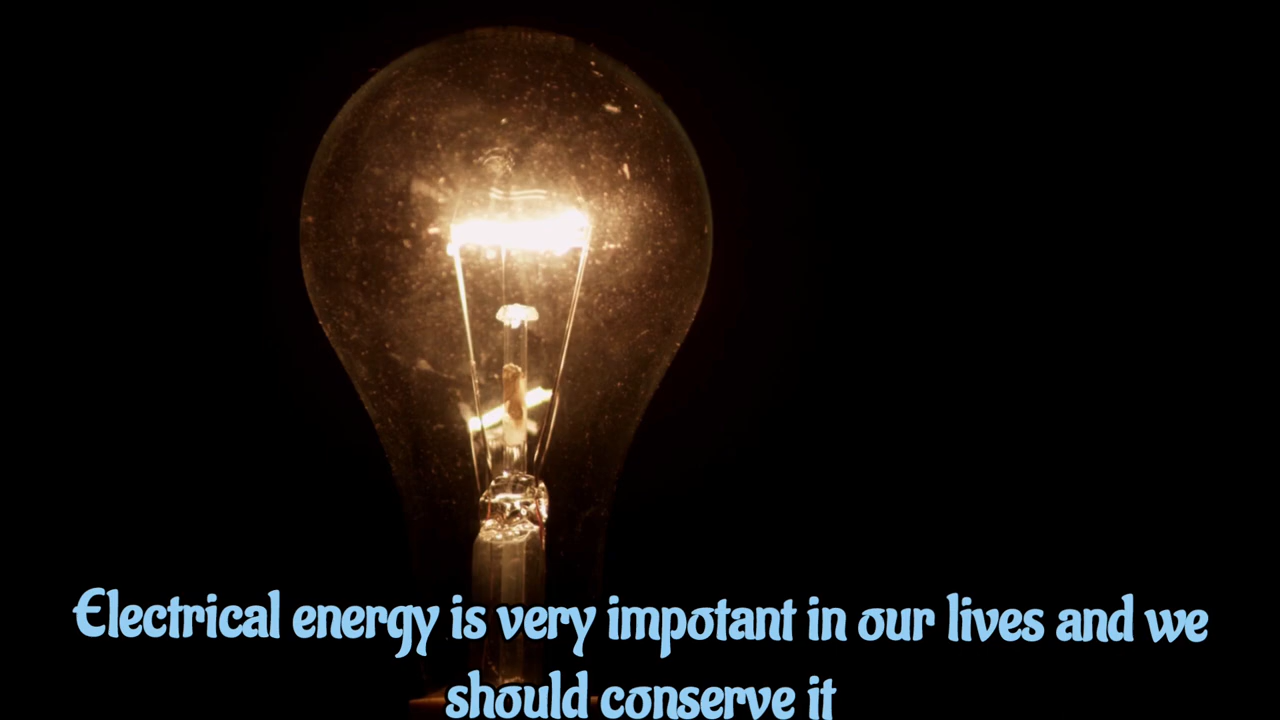 Electrical energy is very impotant in our lives and we
should conserve it